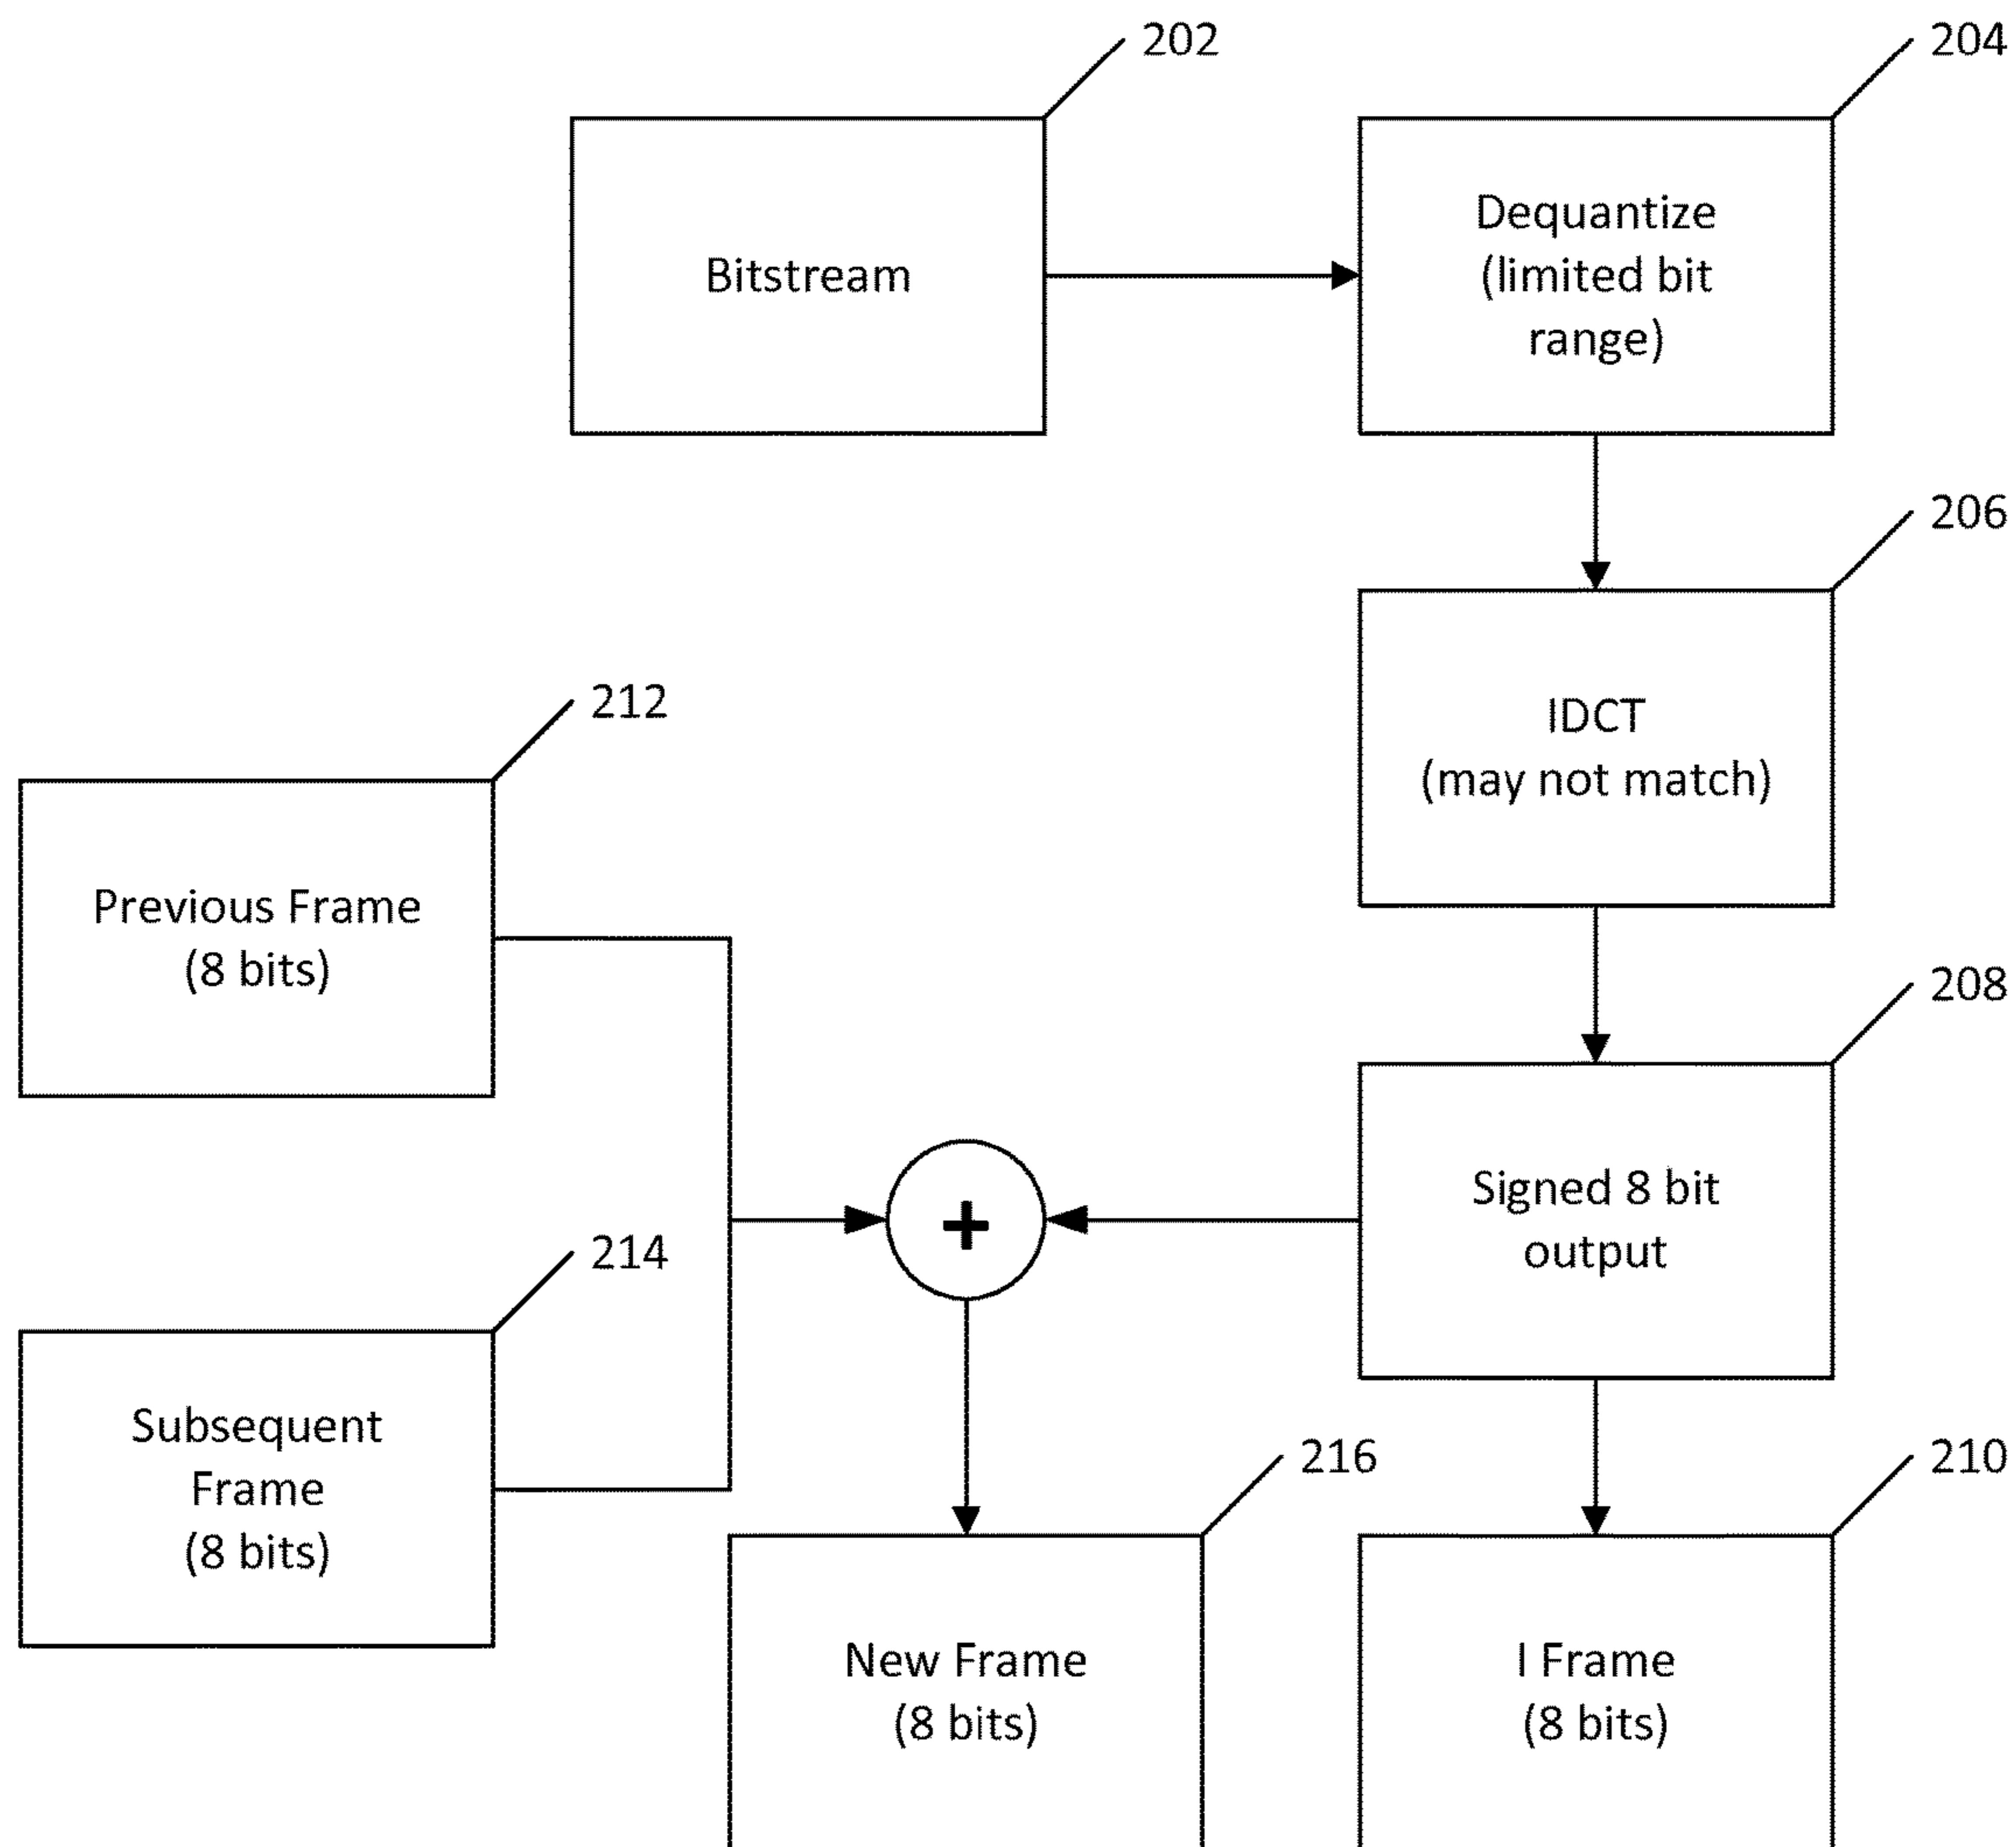 202
204
Bitstream
Dequantize
(limited bit
range)
206
IDCT
(may not match)
212
Previous Frame
(8 bits)
208
Signed 8 bit
output
+
214
Subsequent
Frame
(8 bits)
216
New Frame
(8 bits)
210
I Frame
(8 bits)